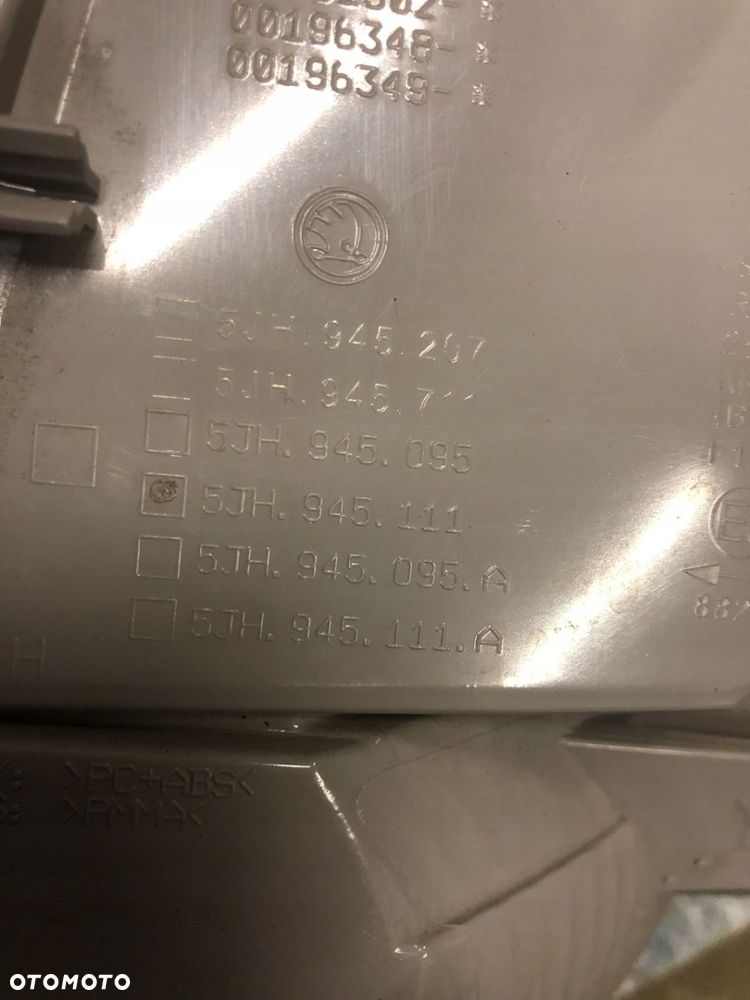 00196348-*
00196349-*
5JH.945.207
5JH.945.711
5JH.945.095
5JH.945.111
5JH.945.095.A
5JH.945.111.A
H
>PC+ABS<
>PMMA<
OTOMOTO